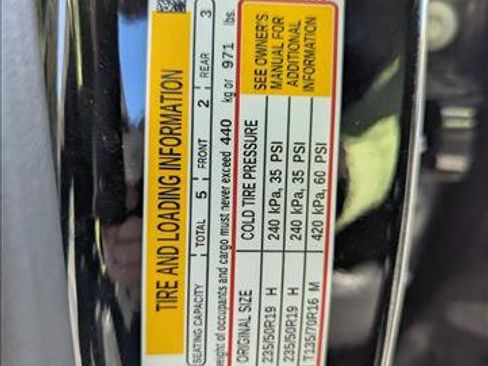 TIRE AND LOADING INFORMATION
SEATING CAPACITY TOTAL 5 FRONT 2 REAR 3
weight of occupants and cargo must never exceed 440 kg or 971 lbs.
ORIGINAL SIZE COLD TIRE PRESSURE
235/50R19 H 240 kPa, 35 PSI
235/50R19 H 240 kPa, 35 PSI
T135/70R16 M 420 kPa, 60 PSI
SEE OWNER'S
MANUAL FOR
ADDITIONAL
INFORMATION